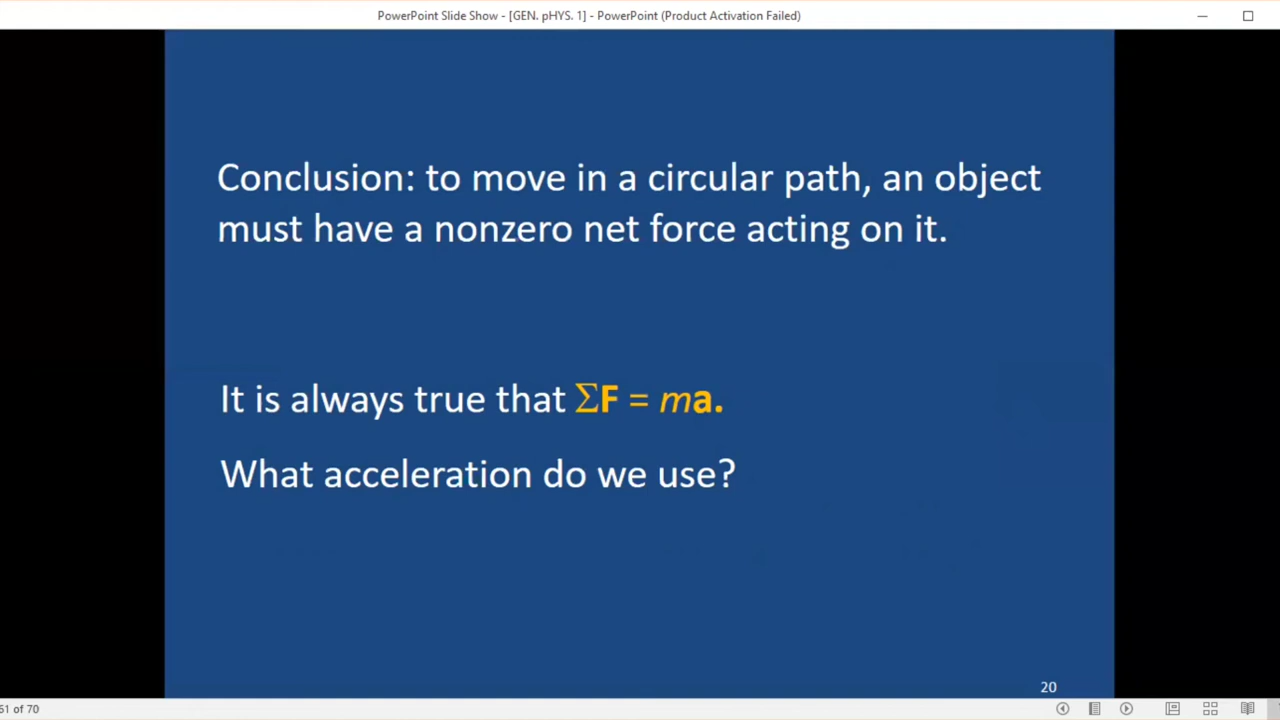 PowerPoint Slide Show - [GEN. pHYS. 1] - PowerPoint (Product Activation Failed)
Conclusion: to move in a circular path, an object
must have a nonzero net force acting on it.
It is always true that ΣF = ma.
What acceleration do we use?
20
61 of 70